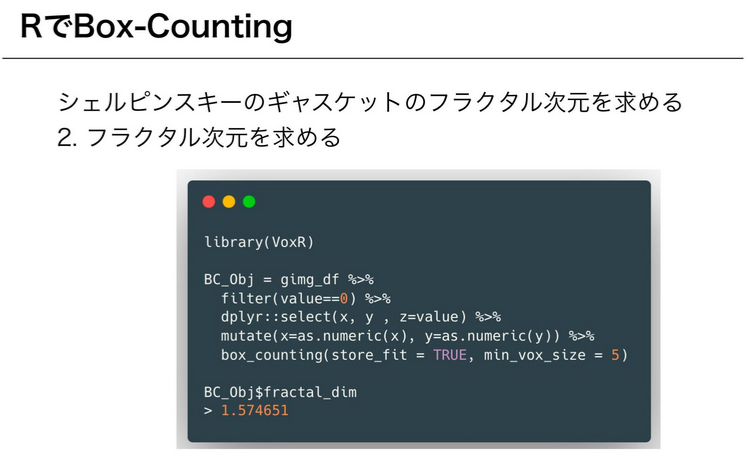 RでBox-Counting
シェルピンスキーのギャスケットのフラクタル次元を求める
2. フラクタル次元を求める
library(VoxR)
BC_Obj = gimg_df %>%
  filter(value==0) %>%
  dplyr::select(x, y , z=value) %>%
  mutate(x=as.numeric(x), y=as.numeric(y)) %>%
  box_counting(store_fit = TRUE, min_vox_size = 5)
BC_Obj$fractal_dim
> 1.574651